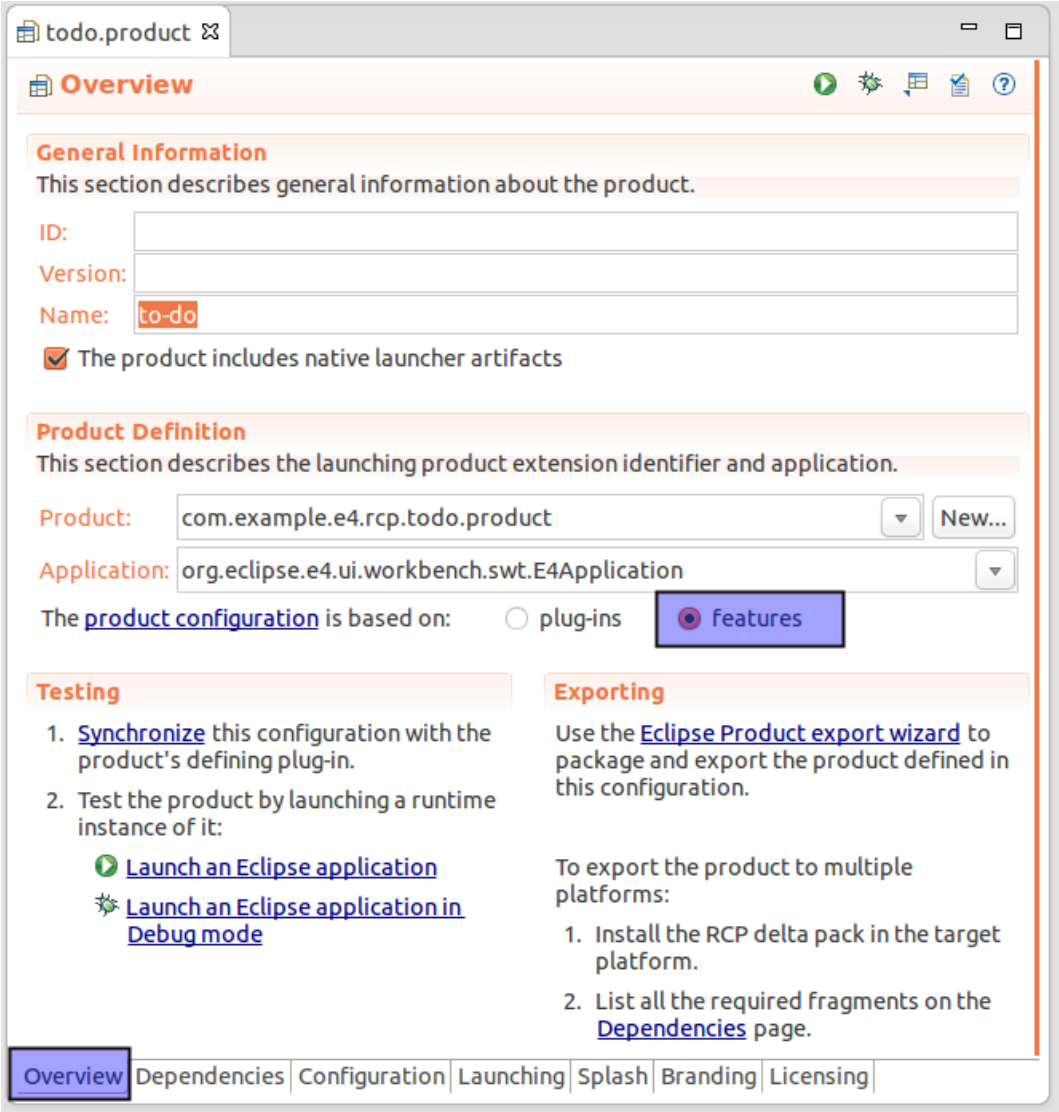 todo.product
Overview
General Information
This section describes general information about the product.
ID:
Version:
Name: to-do
The product includes native launcher artifacts
Product Definition
This section describes the launching product extension identifier and application.
Product: com.example.e4.rcp.todo.product New...
Application: org.eclipse.e4.ui.workbench.swt.E4Application
The product configuration is based on: plug-ins features
Testing
1. Synchronize this configuration with the
product's defining plug-in.
2. Test the product by launching a runtime
instance of it:
Launch an Eclipse application
Launch an Eclipse application in
Debug mode
Exporting
Use the Eclipse Product export wizard to
package and export the product defined in
this configuration.
To export the product to multiple
platforms:
1. Install the RCP delta pack in the target
platform.
2. List all the required fragments on the
Dependencies page.
Overview Dependencies Configuration Launching Splash Branding Licensing